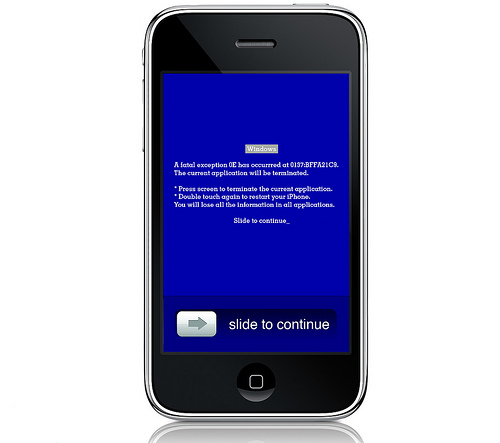 Windows
A fatal exception 0E has occurrred at 0137:BFFA21C9.
The current application will be terminated.
* Press screen to terminate the current application.
* Double touch again to restart your iPhone.
You will lose all the information in all applications.
Slide to continue_
slide to continue